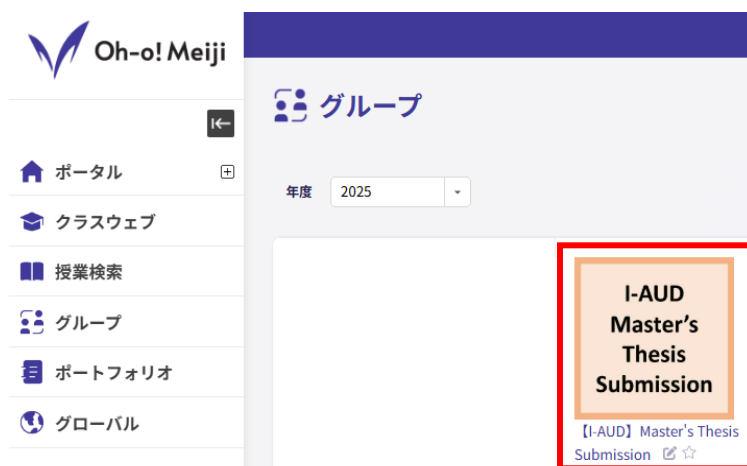 Oh-o! Meiji
ポータル
クラスウェブ
授業検索
グループ
ポートフォリオ
グローバル
グループ
年度 2025
I-AUD
Master's
Thesis
Submission
【I-AUD】Master's Thesis
Submission